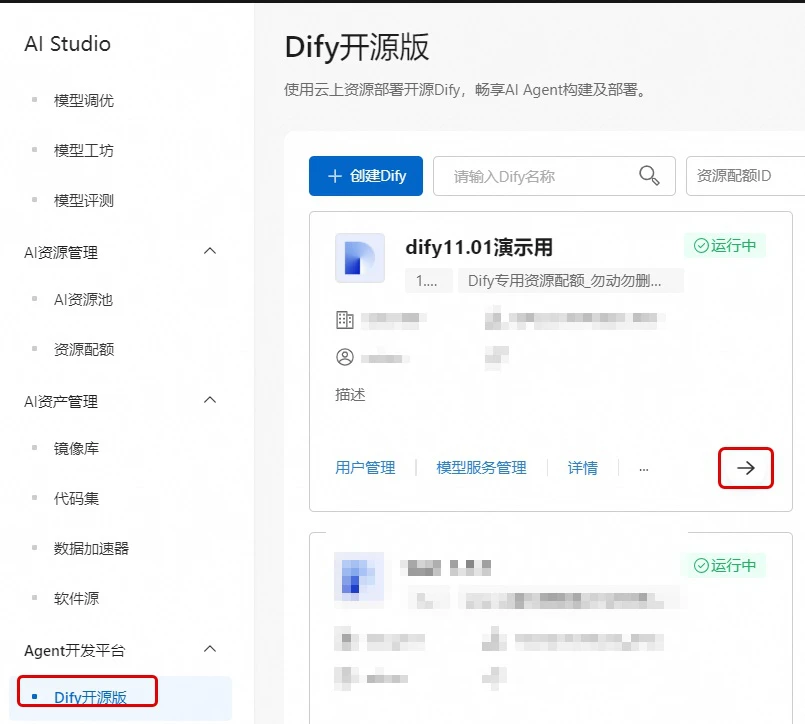 AI Studio
模型调优
模型工坊
模型评测
AI资源管理
AI资源池
资源配额
AI资产管理
镜像库
代码集
数据加速器
软件源
Agent开发平台
Dify开源版
Dify开源版
使用云上资源部署开源Dify，畅享AI Agent构建及部署。
创建Dify
请输入Dify名称
资源配额ID
dify11.01演示用
运行中
1....
Dify专用资源配额_勿动勿删...
描述
用户管理
模型服务管理
详情
...
运行中